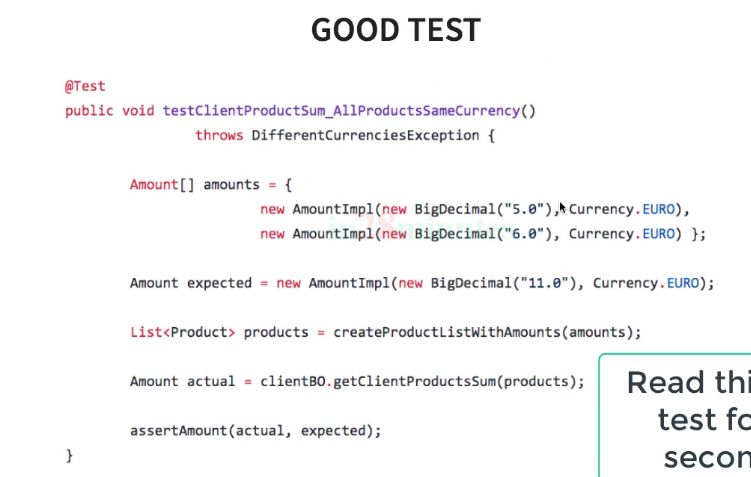 GOOD TEST
@Test
public void testClientProductSum_AllProductsSameCurrency()
throws DifferentCurrenciesException {
Amount[] amounts = {
new AmountImpl(new BigDecimal("5.0"), Currency.EURO),
new AmountImpl(new BigDecimal("6.0"), Currency.EURO) };
Amount expected = new AmountImpl(new BigDecimal("11.0"), Currency.EURO);
List<Product> products = createProductListWithAmounts(amounts);
Amount actual = clientBO.getClientProductsSum(products);
assertAmount(actual, expected);
}
Read thi
test fo
secon